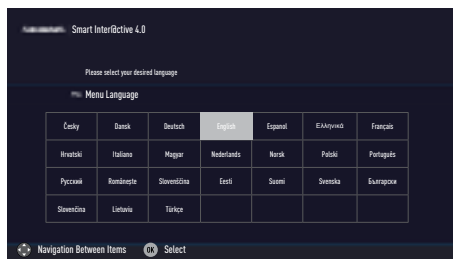 Smart Inter@ctive 4.0
Please select your desired language
Menu Language
Česky Dansk Deutsch English Espanol Ελληνικά Français
Hrvatski Italiano Magyar Nederlands Norsk Polski Português
Русский Românește Slovenščina Eesti Suomi Svenska Български
Slovenčina Lietuviu Türkçe
Navigation Between Items OK Select